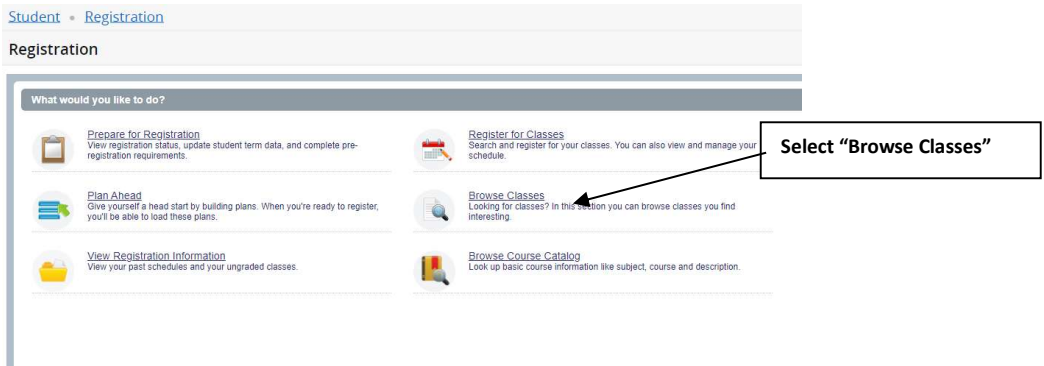 Student • Registration
Registration
What would you like to do?
Prepare for Registration
View registration status, update student term data, and complete pre-
registration requirements.
Register for Classes
Search and register for your classes. You can also view and manage your
schedule.
Select “Browse Classes”
Plan Ahead
Give yourself a head start by building plans. When you're ready to register,
you'll be able to load these plans.
Browse Classes
Looking for classes? In this section you can browse classes you find
interesting.
View Registration Information
View your past schedules and your ungraded classes.
Browse Course Catalog
Look up basic course information like subject, course and description.